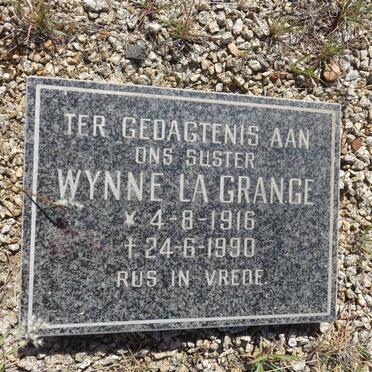 TER GEDAGTENIS AAN
ONS SUSTER
WYNNE LA GRANGE
* 4-8-1916
† 24-6-1990
RUS IN VREDE.